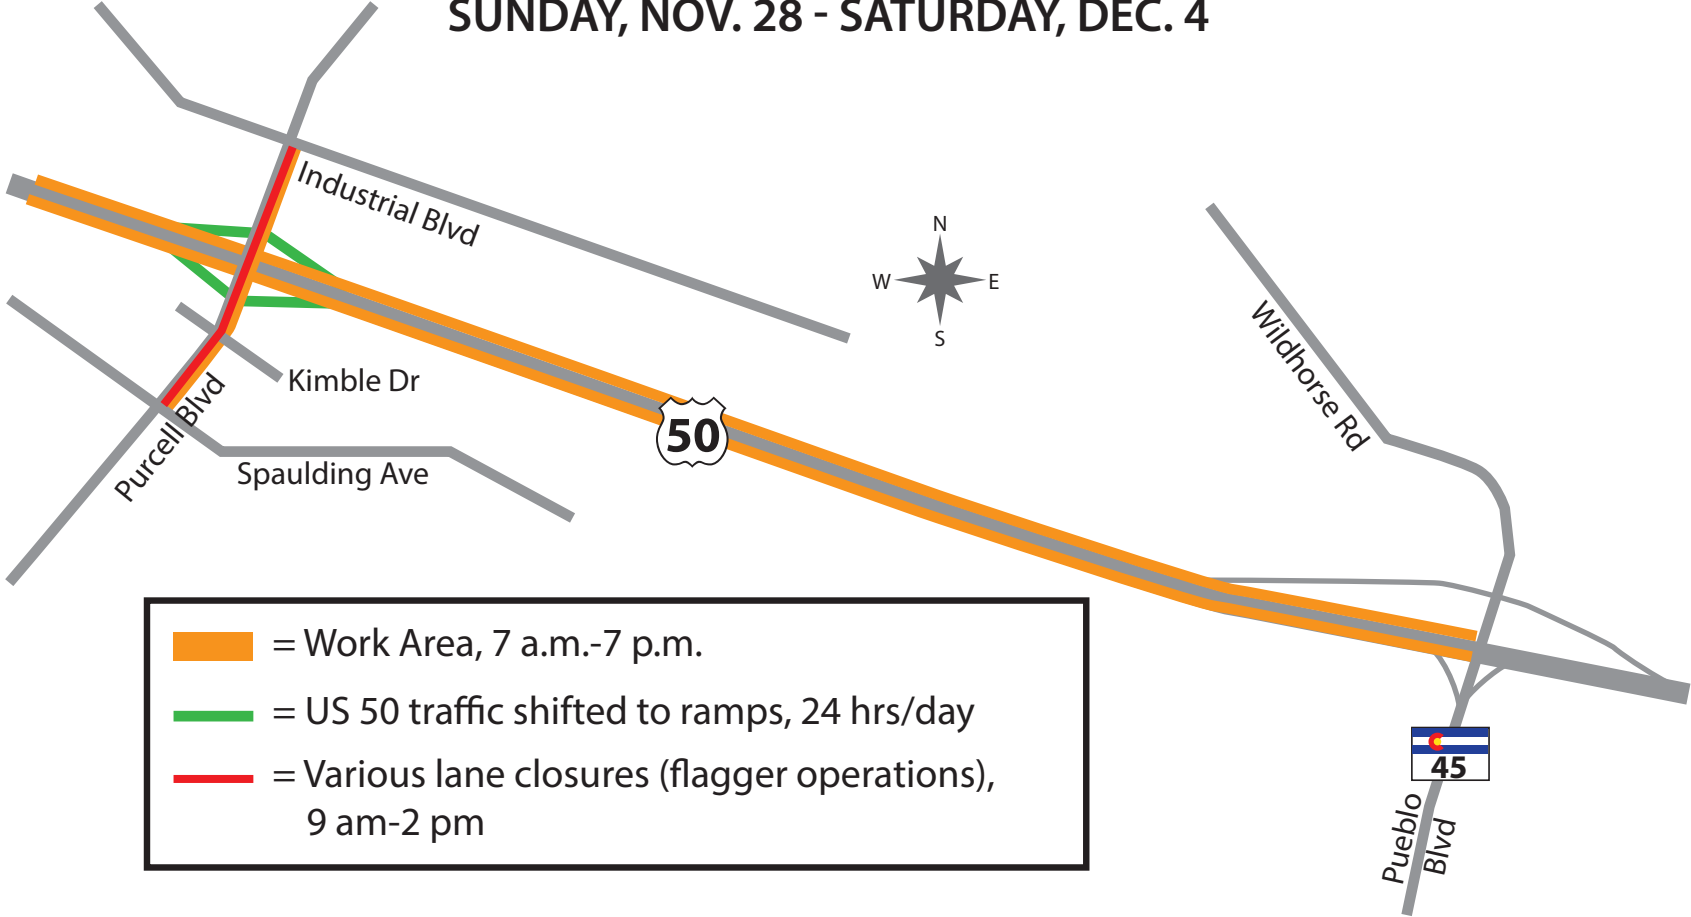 SUNDAY, NOV. 28 - SATURDAY, DEC. 4
Industrial Blvd
N
W
E
S
Wildhorse Rd
Kimble Dr
Purcell Blvd
50
Spaulding Ave
= Work Area, 7 a.m.-7 p.m.
= US 50 traffic shifted to ramps, 24 hrs/day
= Various lane closures (flagger operations),
9 am-2 pm
45
Pueblo
Blvd